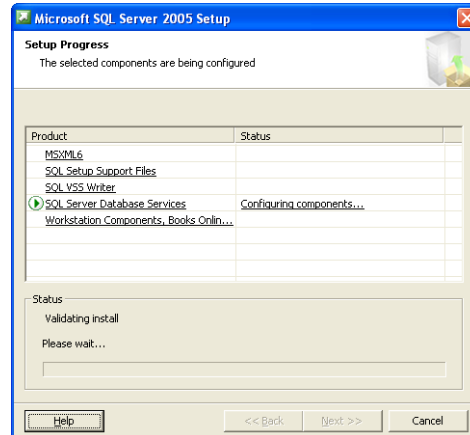 Microsoft SQL Server 2005 Setup
Setup Progress
The selected components are being configured
Product Status
MSXML6
SQL Setup Support Files
SQL VSS Writer
SQL Server Database Services Configuring components...
Workstation Components, Books Onlin...
Status
Validating install
Please wait...
Help << Back Next >> Cancel